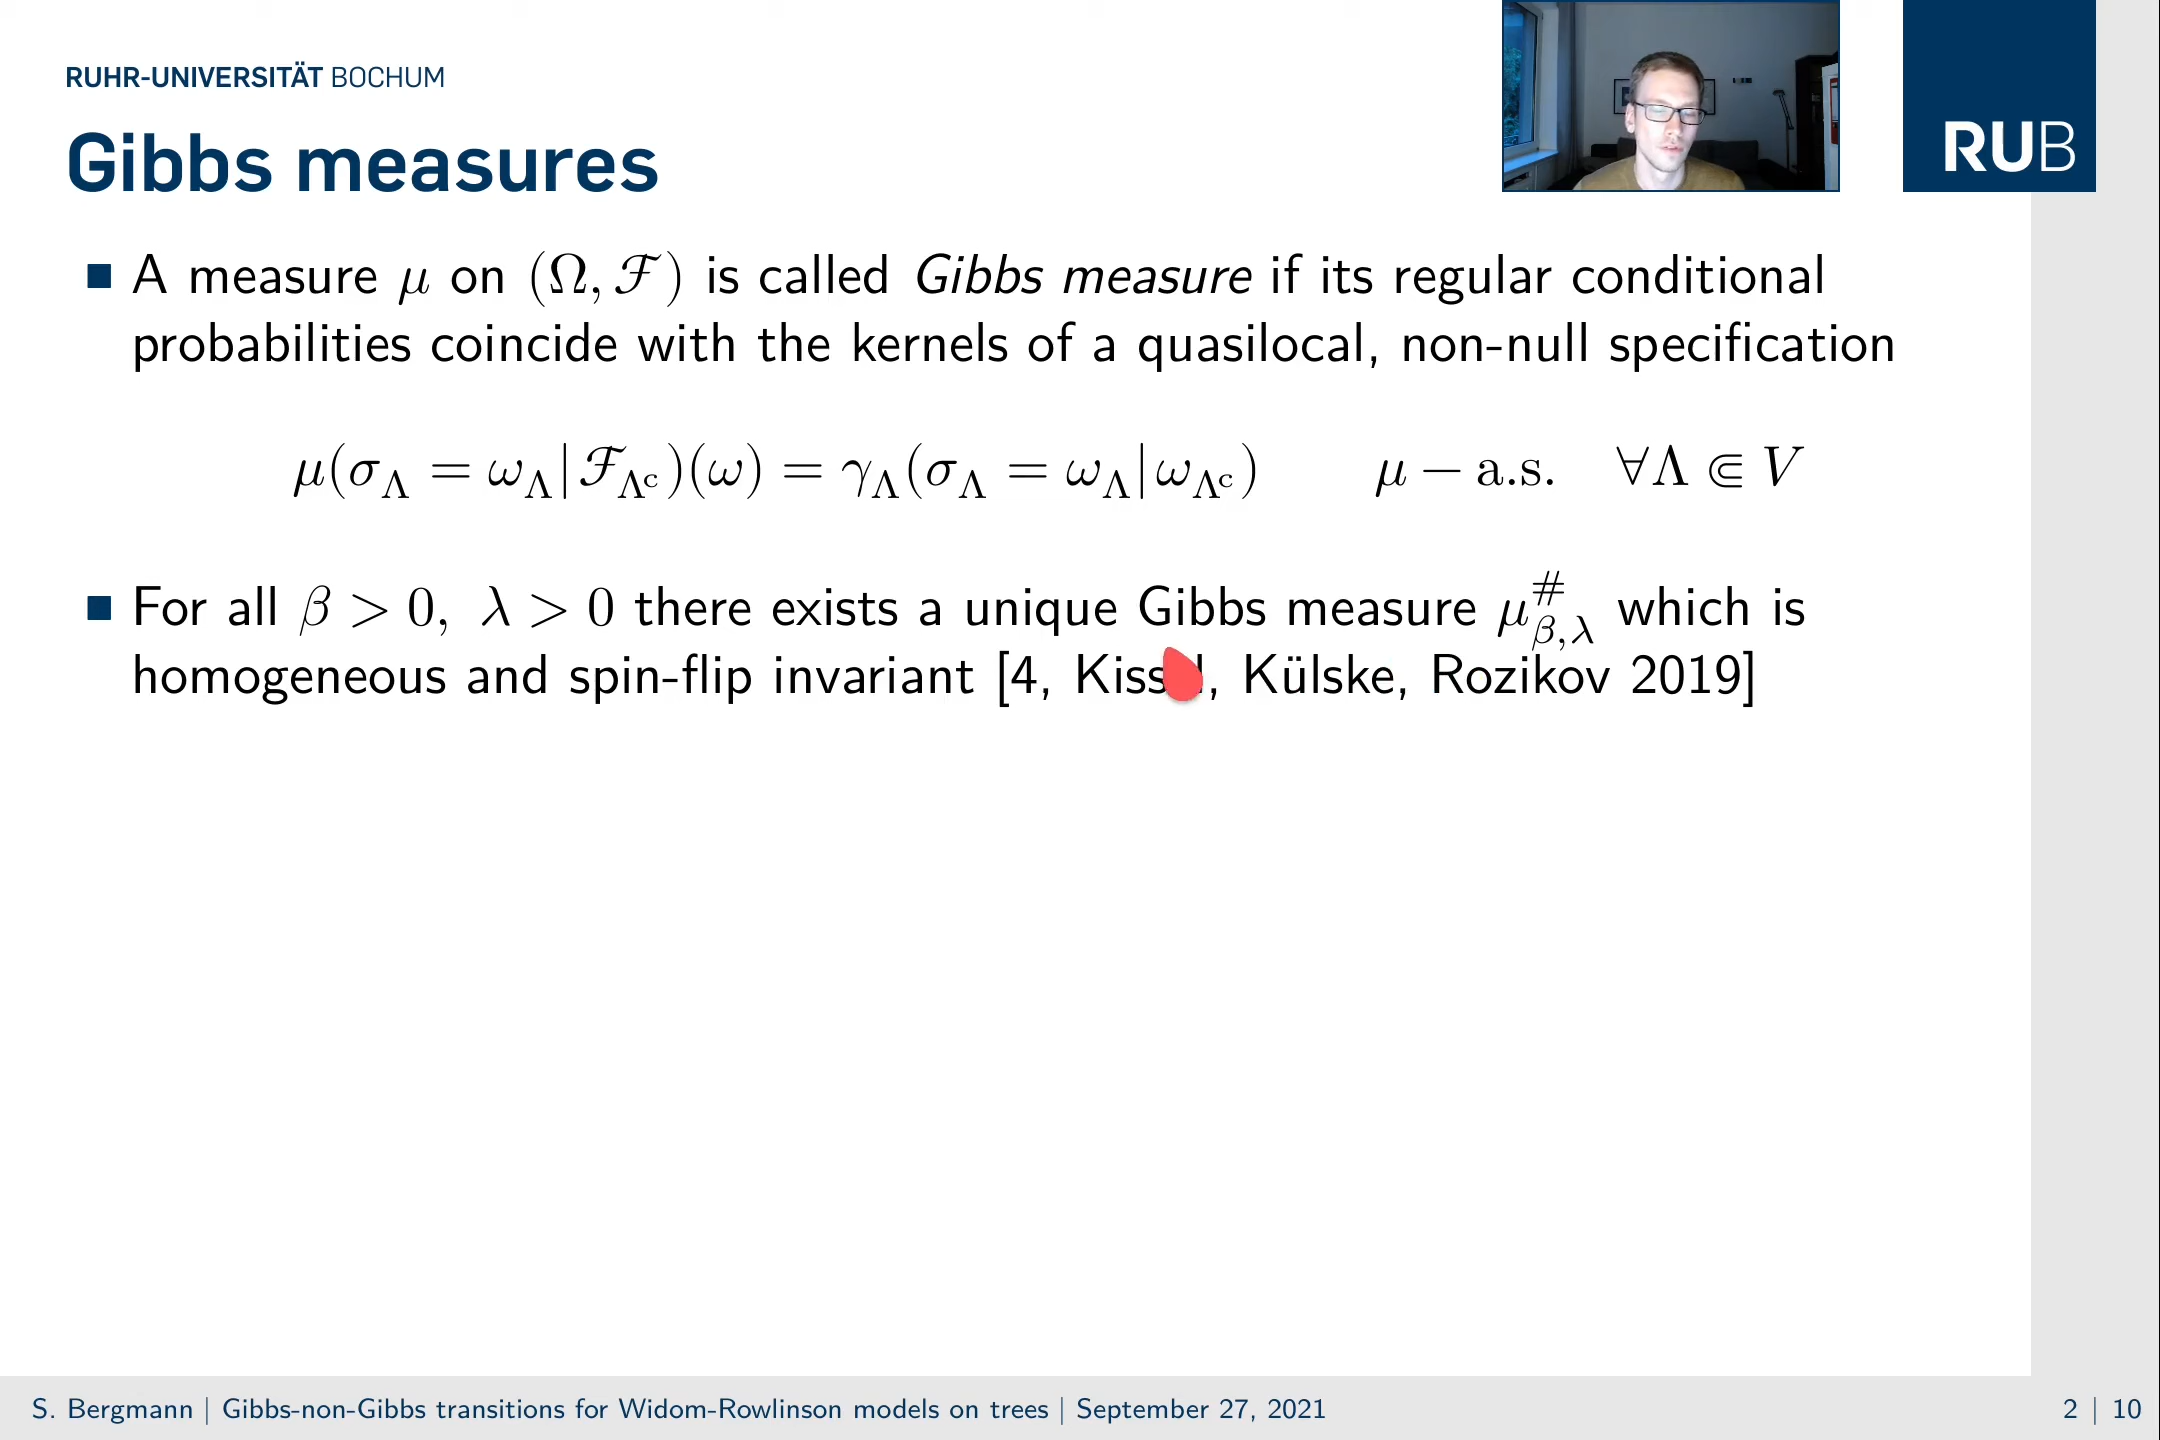 RUHR-UNIVERSITÄT BOCHUM
RUB
Gibbs measures
A measure μ on (Ω, ℱ) is called Gibbs measure if its regular conditional
probabilities coincide with the kernels of a quasilocal, non-null specification
μ(σ_Λ = ω_Λ|ℱ_Λᶜ)(ω) = γ_Λ(σ_Λ = ω_Λ|ω_Λᶜ) μ − a.s. ∀Λ ⋐ V
For all β > 0, λ > 0 there exists a unique Gibbs measure μ^#_β,λ which is
homogeneous and spin-flip invariant [4, , Külske, Rozikov 2019]
S. Bergmann | Gibbs-non-Gibbs transitions for Widom-Rowlinson models on trees | September 27, 2021
2 | 10